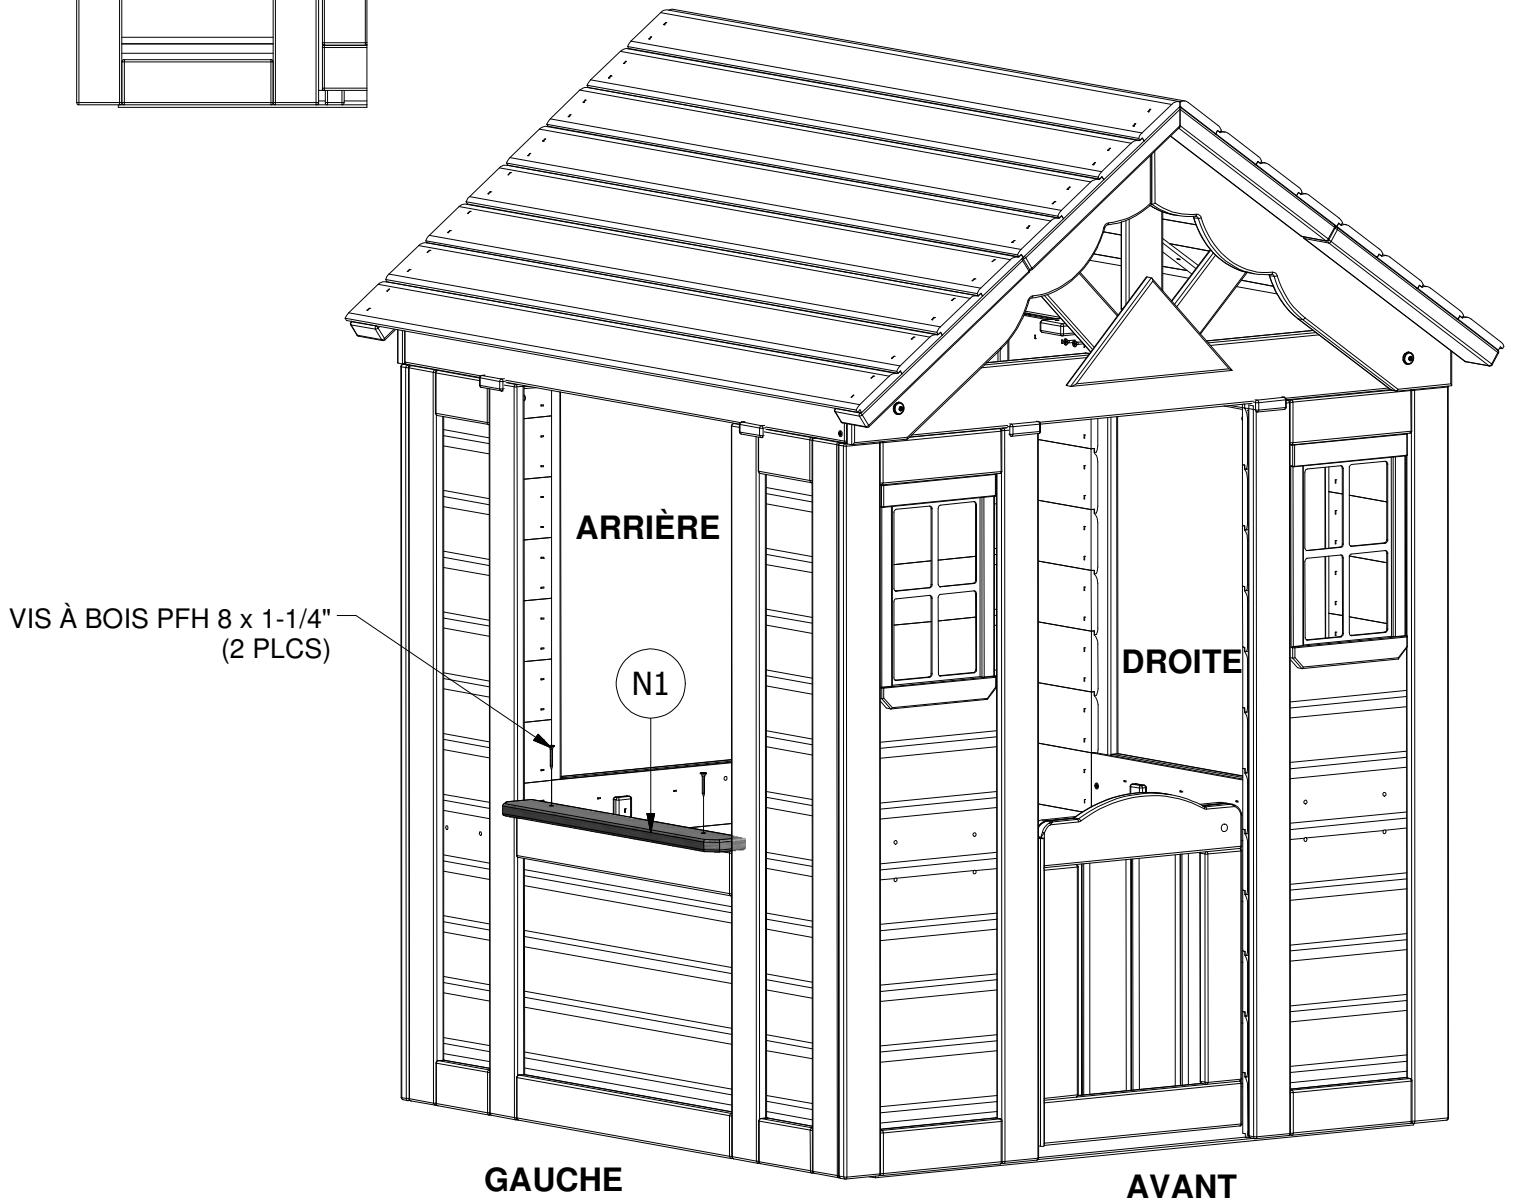 ARRIÈRE
VIS À BOIS PFH 8 x 1-1/4"
(2 PLCS)
N1
DROITE
GAUCHE
AVANT